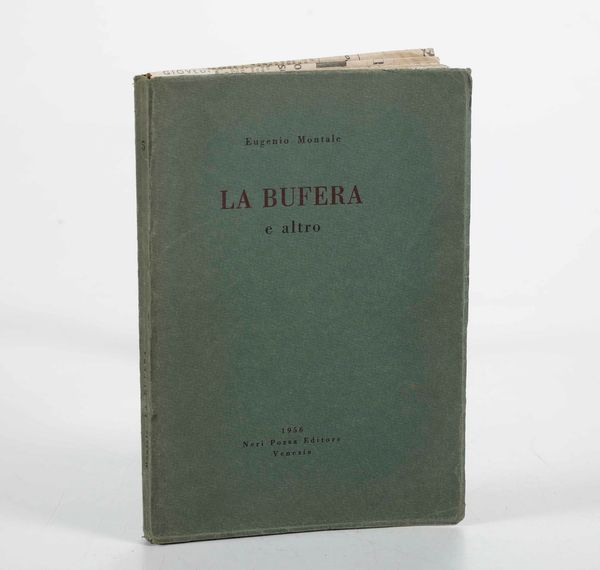 Eugenio Montale
LA BUFERA
e altro
1956
Neri Pozza Editore
Venezia